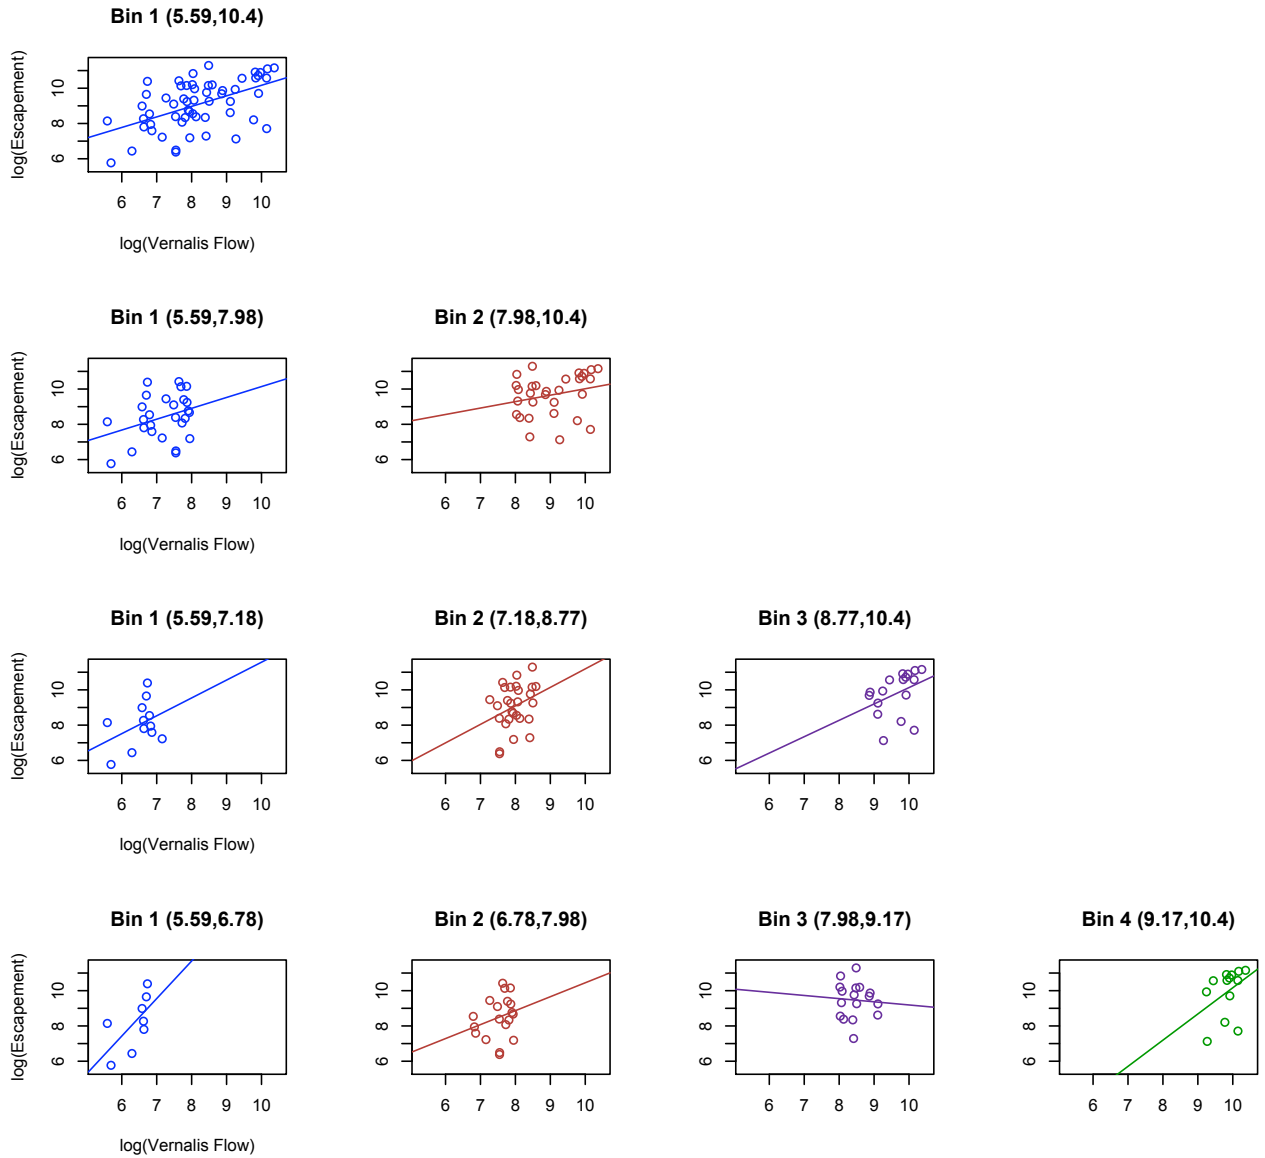 Bin 1 (5.59,10.4)
log(Escapement)
10
8
6
6 7 8 9 10
log(Vernalis Flow)
Bin 1 (5.59,7.98)
log(Escapement)
10
8
6
6 7 8 9 10
log(Vernalis Flow)
Bin 2 (7.98,10.4)
10
8
6
6 7 8 9 10
Bin 1 (5.59,7.18)
log(Escapement)
10
8
6
6 7 8 9 10
log(Vernalis Flow)
Bin 2 (7.18,8.77)
10
8
6
6 7 8 9 10
Bin 3 (8.77,10.4)
10
8
6
6 7 8 9 10
Bin 1 (5.59,6.78)
log(Escapement)
10
8
6
6 7 8 9 10
log(Vernalis Flow)
Bin 2 (6.78,7.98)
10
8
6
6 7 8 9 10
Bin 3 (7.98,9.17)
10
8
6
6 7 8 9 10
Bin 4 (9.17,10.4)
10
8
6
6 7 8 9 10